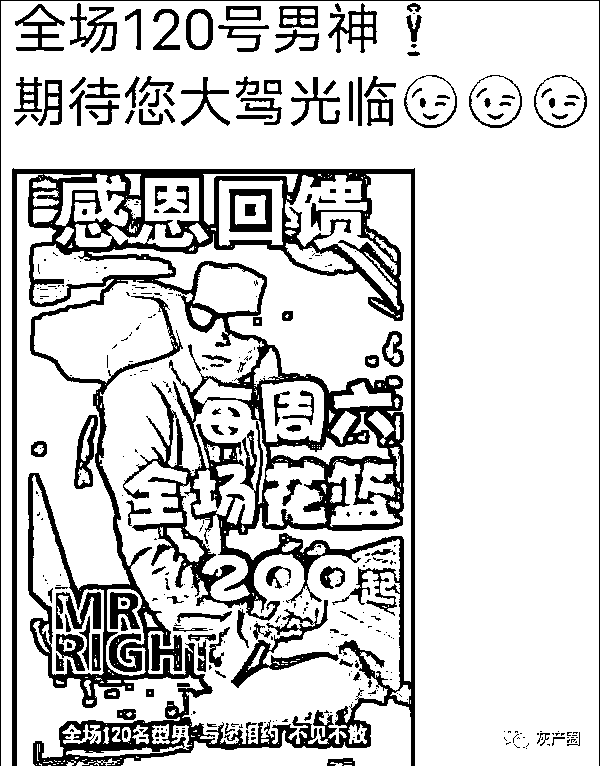 全场120号男神❗
期待您大驾光临😉😉😉
感恩回馈
每周六
全场花篮
200起
MR
RIGHT
全场120名型男 与您相约 不见不散
灰产圈